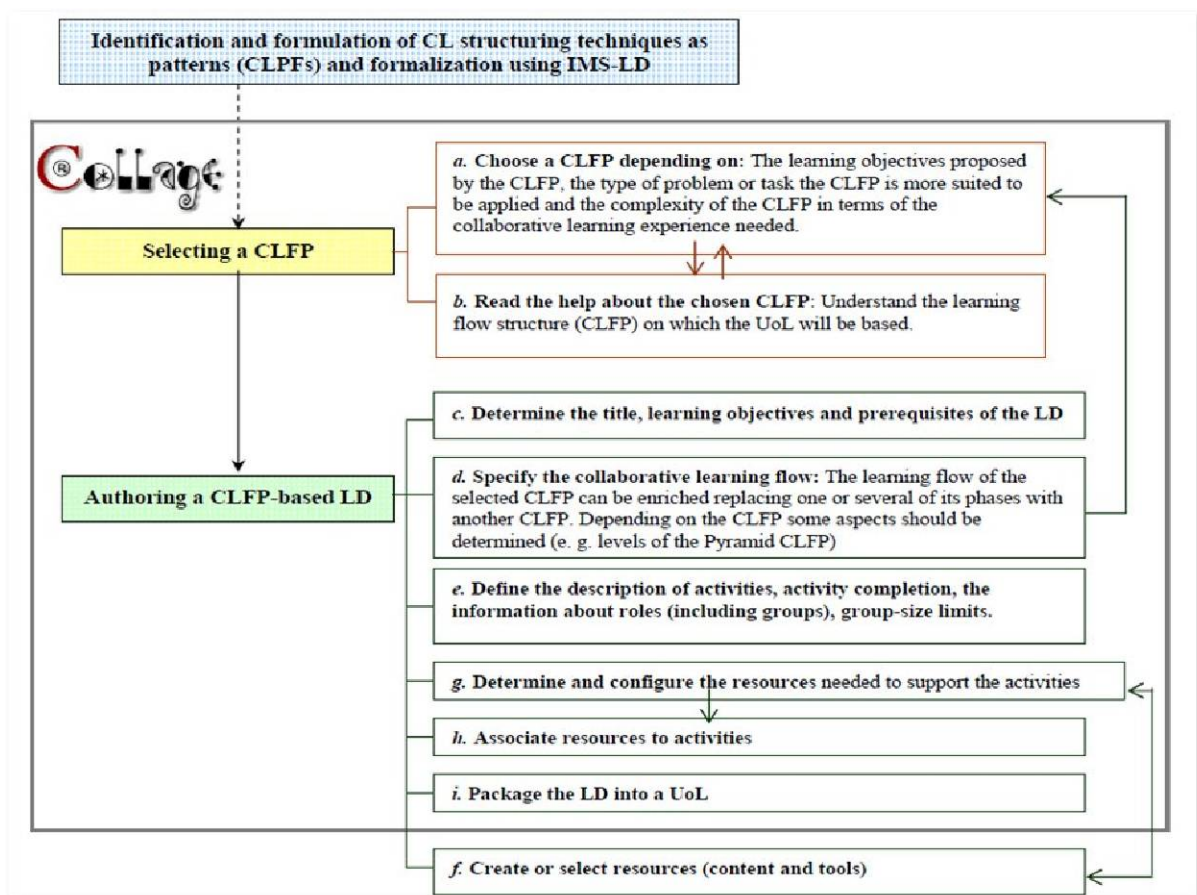 Identification and formulation of CL structuring techniques as
patterns (CLPFs) and formalization using IMS-LD
C®ollage
a. Choose a CLFP depending on: The learning objectives proposed
by the CLFP, the type of problem or task the CLFP is more suited to
be applied and the complexity of the CLFP in terms of the
collaborative learning experience needed.
Selecting a CLFP
b. Read the help about the chosen CLFP: Understand the learning
flow structure (CLFP) on which the UoL will be based.
c. Determine the title, learning objectives and prerequisites of the LD
Authoring a CLFP-based LD
d. Specify the collaborative learning flow: The learning flow of the
selected CLFP can be enriched replacing one or several of its phases with
another CLFP. Depending on the CLFP some aspects should be
determined (e. g. levels of the Pyramid CLFP)
e. Define the description of activities, activity completion, the
information about roles (including groups), group-size limits.
g. Determine and configure the resources needed to support the activities
h. Associate resources to activities
i. Package the LD into a UoL
f. Create or select resources (content and tools)